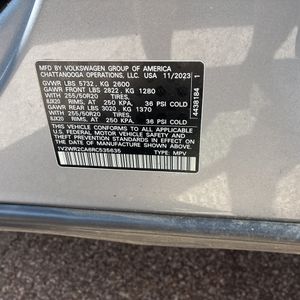 MFD BY VOLKSWAGEN GROUP OF AMERICA
CHATTANOOGA OPERATIONS, LLC. USA 11/2023
GVWR LBS 5732, KG 2600
GAWR FRONT LBS 2822, KG 1280
WITH 255/50R20 TIRES,
8JX20 RIMS, AT 250 KPA, 36 PSI COLD
GAWR REAR LBS 3020, KG 1370
WITH 255/50R20 TIRES,
8JX20 RIMS, AT 250 KPA, 36 PSI COLD
THIS VEHICLE CONFORMS TO ALL APPLICABLE
U.S. FEDERAL MOTOR VEHICLE SAFETY AND
THEFT PREVENTION STANDARDS IN EFFECT
ON THE DATE OF MANUFACTURE SHOWN ABOVE.
1V2WR2CA6RC535635 TYPE: MPV
4438184 1